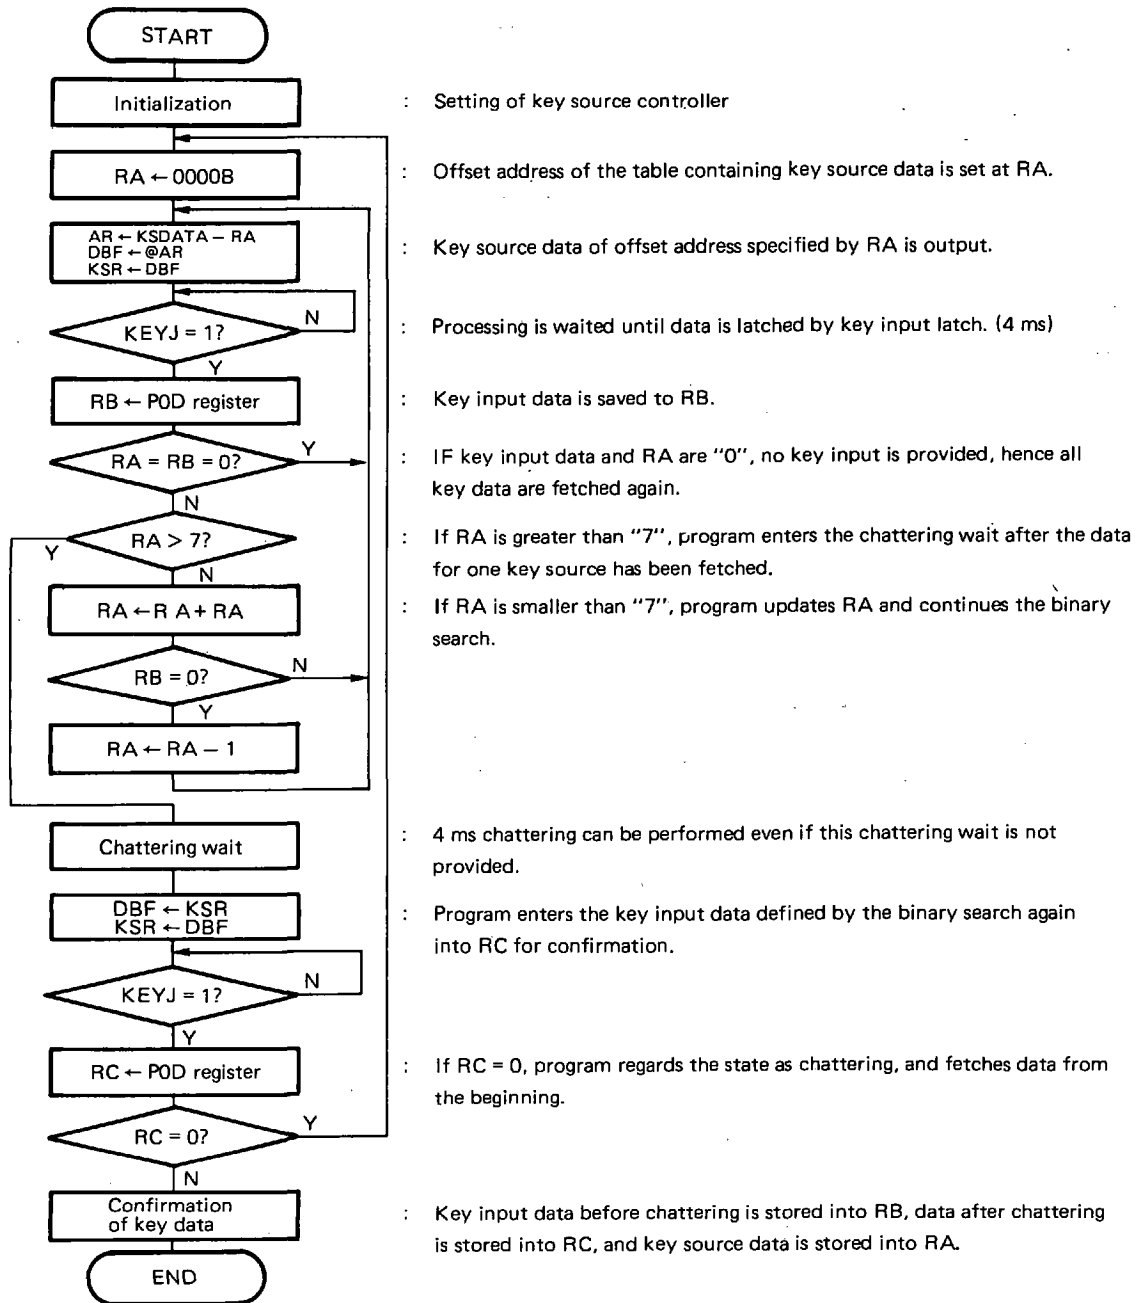 START
Initialization
: Setting of key source controller
RA ← 0000B
: Offset address of the table containing key source data is set at RA.
AR ← KSDATA – RA
DBF ← @AR
KSR ← DBF
: Key source data of offset address specified by RA is output.
KEYJ = 1?
N
: Processing is waited until data is latched by key input latch. (4 ms)
Y
RB ← P0D register
: Key input data is saved to RB.
RA = RB = 0?
Y
: IF key input data and RA are "0", no key input is provided, hence all
key data are fetched again.
N
RA > 7?
Y
: If RA is greater than "7", program enters the chattering wait after the data
for one key source has been fetched.
N
RA ← R A + RA
: If RA is smaller than "7", program updates RA and continues the binary
search.
RB = 0?
N
Y
RA ← RA – 1
Chattering wait
: 4 ms chattering can be performed even if this chattering wait is not
provided.
DBF ← KSR
KSR ← DBF
: Program enters the key input data defined by the binary search again
into RC for confirmation.
KEYJ = 1?
N
Y
RC ← P0D register
: If RC = 0, program regards the state as chattering, and fetches data from
the beginning.
RC = 0?
Y
N
Confirmation
of key data
: Key input data before chattering is stored into RB, data after chattering
is stored into RC, and key source data is stored into RA.
END